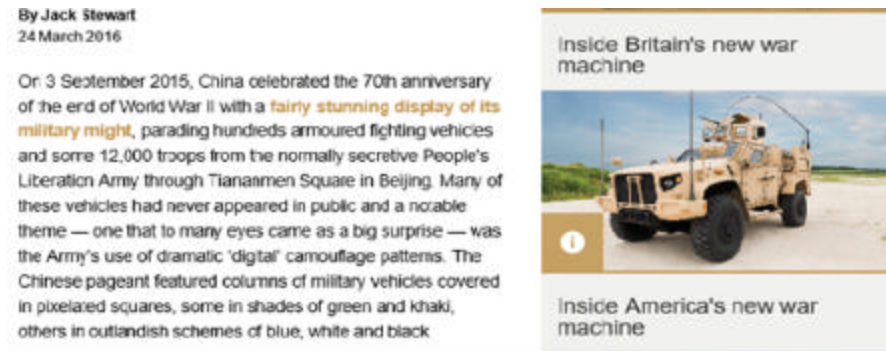 By Jack Stewart
24 March 2016
On 3 September 2015, China celebrated the 70th anniversary
of the end of World War II with a fairly stunning display of its
military might, parading hundreds armoured fighting vehicles
and some 12,000 troops from the normally secretive People's
Liberation Army through Tiananmen Square in Beijing. Many of
these vehicles had never appeared in public and a notable
theme — one that to many eyes came as a big surprise — was
the Army's use of dramatic 'digital' camouflage patterns. The
Chinese pageant featured columns of military vehicles covered
in pixelated squares, some in shades of green and khaki,
others in outlandish schemes of blue, white and black
Inside Britain's new war
machine
i
Inside America's new war
machine